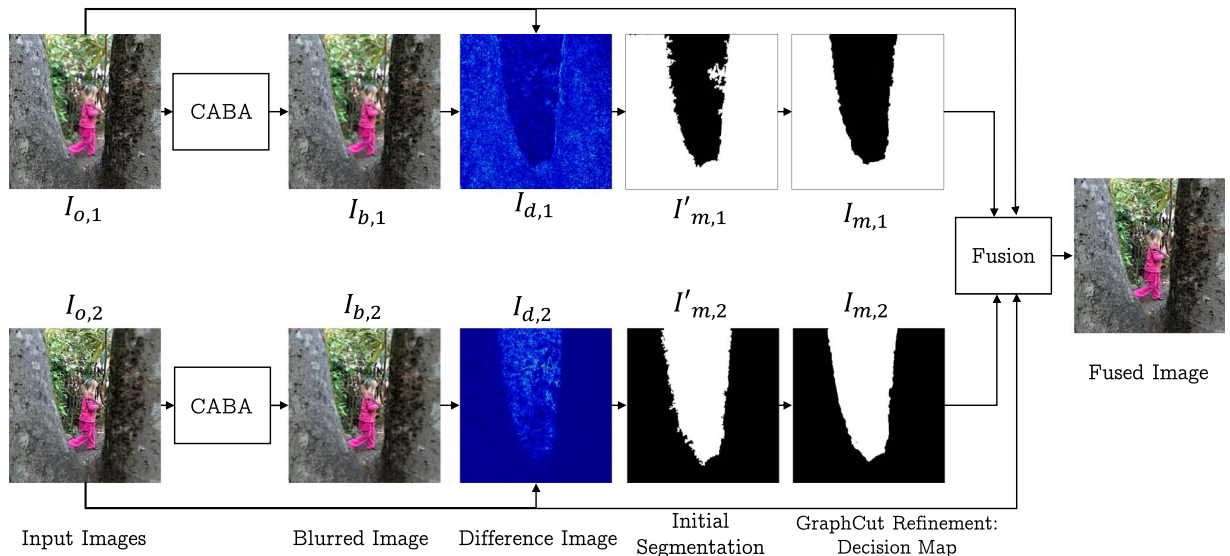 CABA
I_{o,1}
I_{b,1}
I_{d,1}
I'_{m,1}
I_{m,1}
Fusion
I_{o,2}
I_{b,2}
I_{d,2}
I'_{m,2}
I_{m,2}
CABA
Fused Image
Input Images
Blurred Image
Difference Image
Initial
Segmentation
GraphCut Refinement:
Decision Map